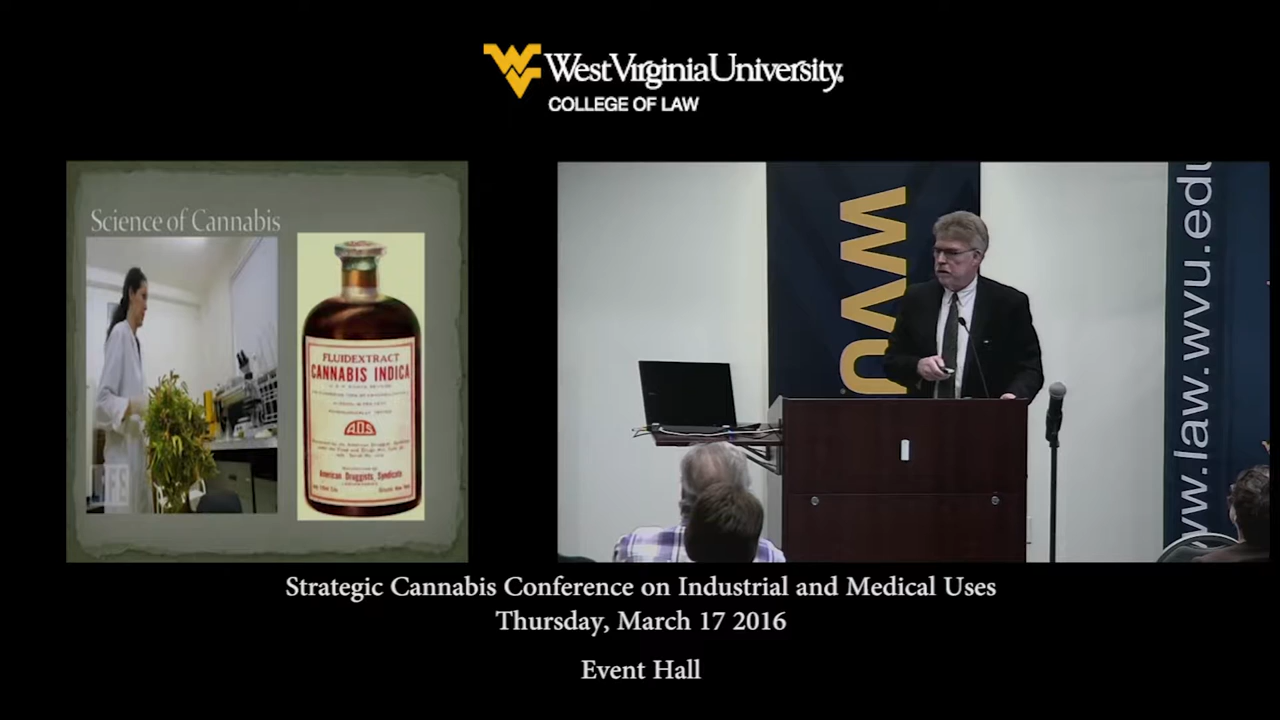 WestVirginiaUniversity.
COLLEGE OF LAW
Science of Cannabis
FLUIDEXTRACT
CANNABIS INDICA
A.D.S.
American Druggists Syndicate
WVU
www.law.wvu.edu
Strategic Cannabis Conference on Industrial and Medical Uses
Thursday, March 17 2016
Event Hall